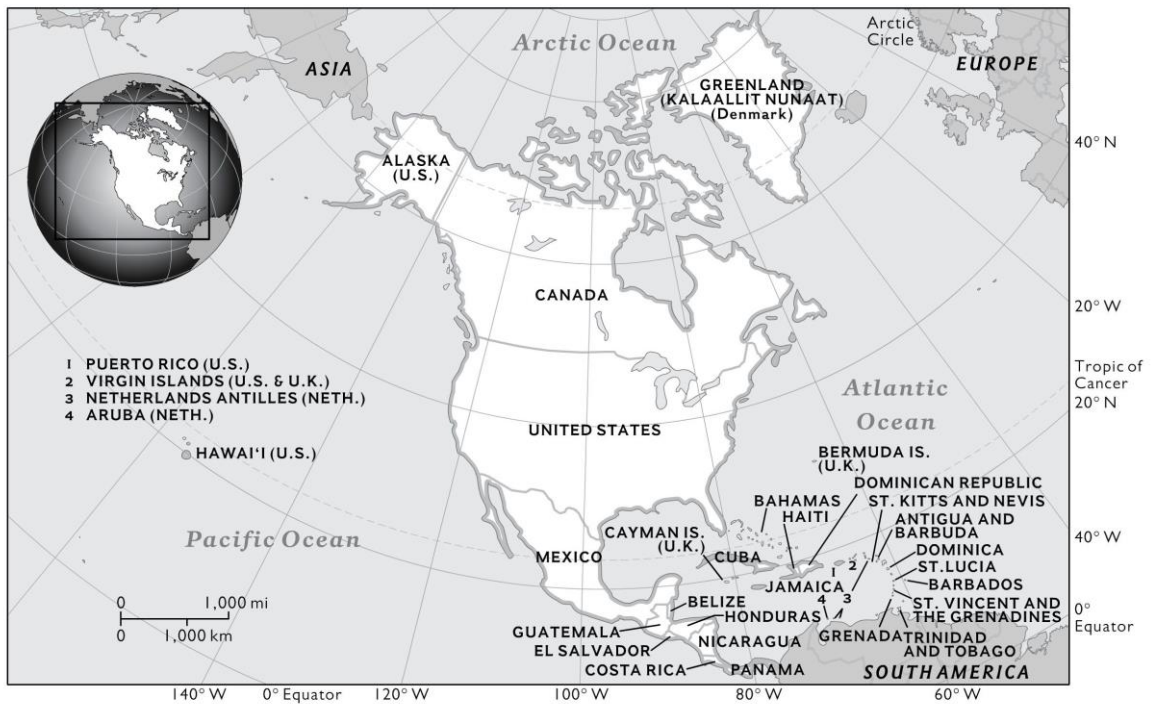 Arctic Ocean
Arctic
Circle
ASIA
EUROPE
GREENLAND
(KALAALLIT NUNAAT)
(Denmark)
40° N
ALASKA
(U.S.)
CANADA
20° W
1 PUERTO RICO (U.S.)
2 VIRGIN ISLANDS (U.S. & U.K.)
3 NETHERLANDS ANTILLES (NETH.)
4 ARUBA (NETH.)
Tropic of
Cancer
20° N
Atlantic
Ocean
UNITED STATES
HAWAI‘I (U.S.)
BERMUDA IS.
(U.K.)
DOMINICAN REPUBLIC
BAHAMAS
ST. KITTS AND NEVIS
HAITI
ANTIGUA AND
BARBUDA
Pacific Ocean
CAYMAN IS.
(U.K.)
MEXICO
CUBA
40° W
DOMINICA
ST.LUCIA
1
2
JAMAICA
BARBADOS
4
3
BELIZE
ST. VINCENT AND
THE GRENADINES
HONDURAS
0 1,000 mi
0 1,000 km
0°
Equator
GUATEMALA
NICARAGUA
GRENADA
TRINIDAD
AND TOBAGO
EL SALVADOR
COSTA RICA
PANAMA
SOUTH AMERICA
140° W
0° Equator
120° W
100° W
80° W
60° W